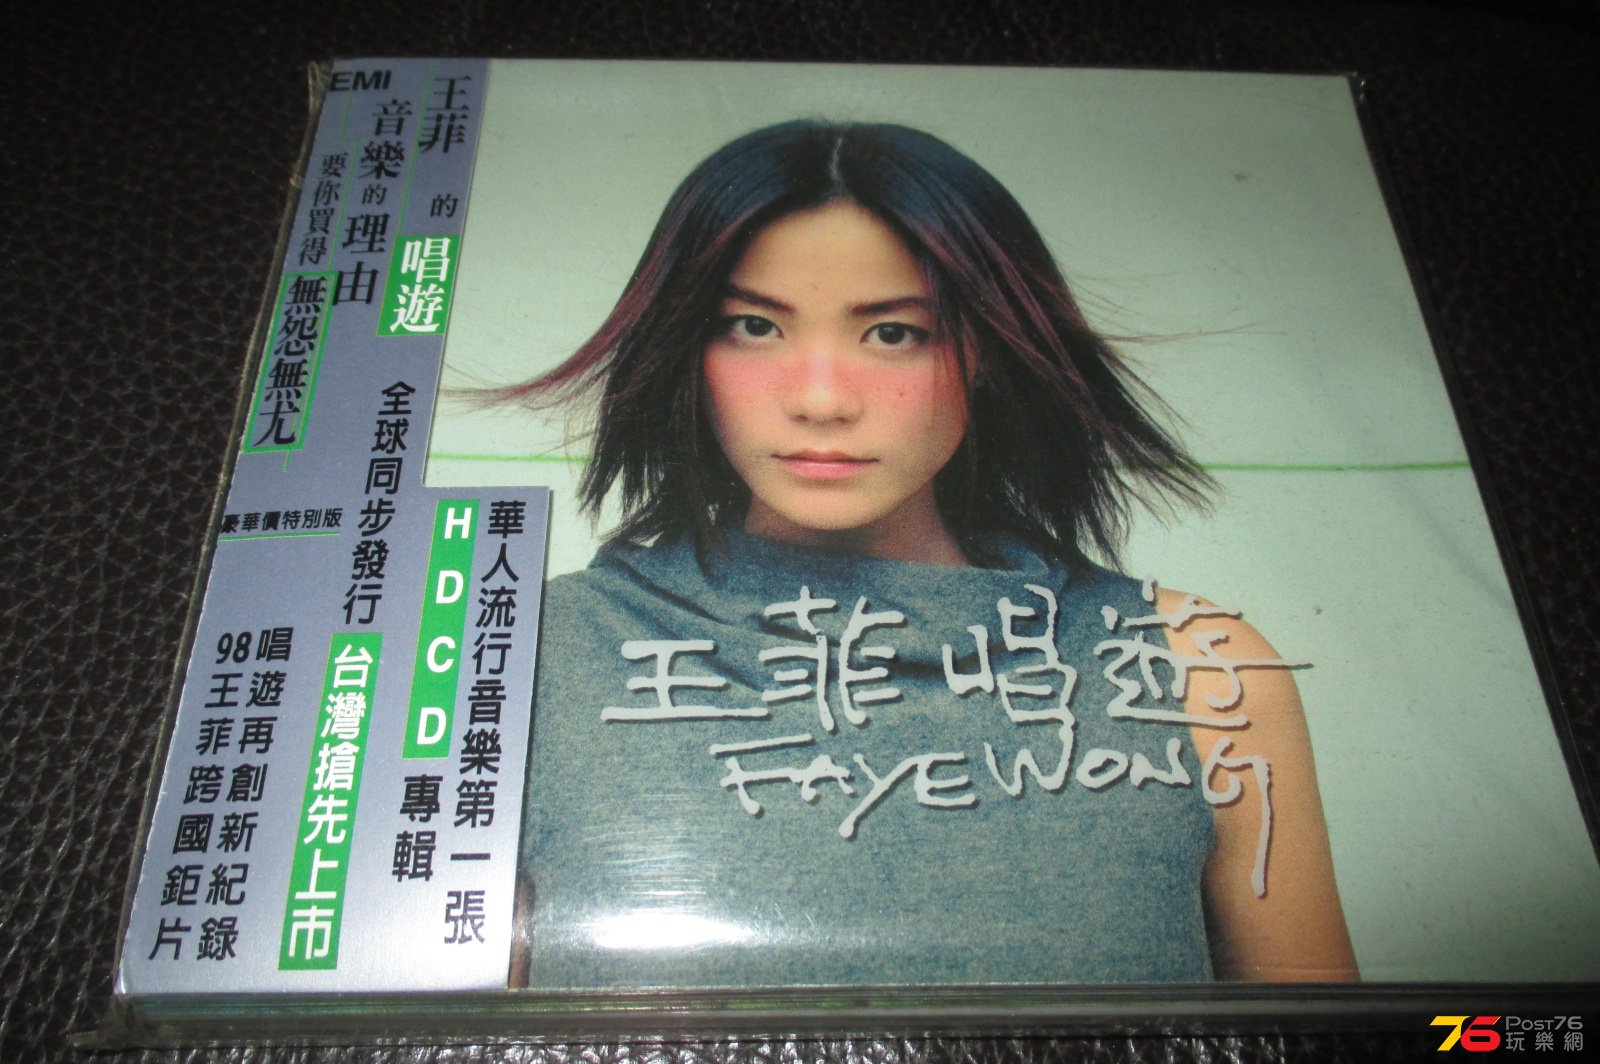 EMI
王菲 的 唱遊
音樂的理由
要你買得
無怨無尤
全球同步發行
台灣搶先上市
豪華價特別版
華人流行音樂第一張
HDCD 專輯
唱遊再創新紀錄
98王菲跨國鉅片
王菲唱遊
FAYE WONG
76 Post76
玩樂網